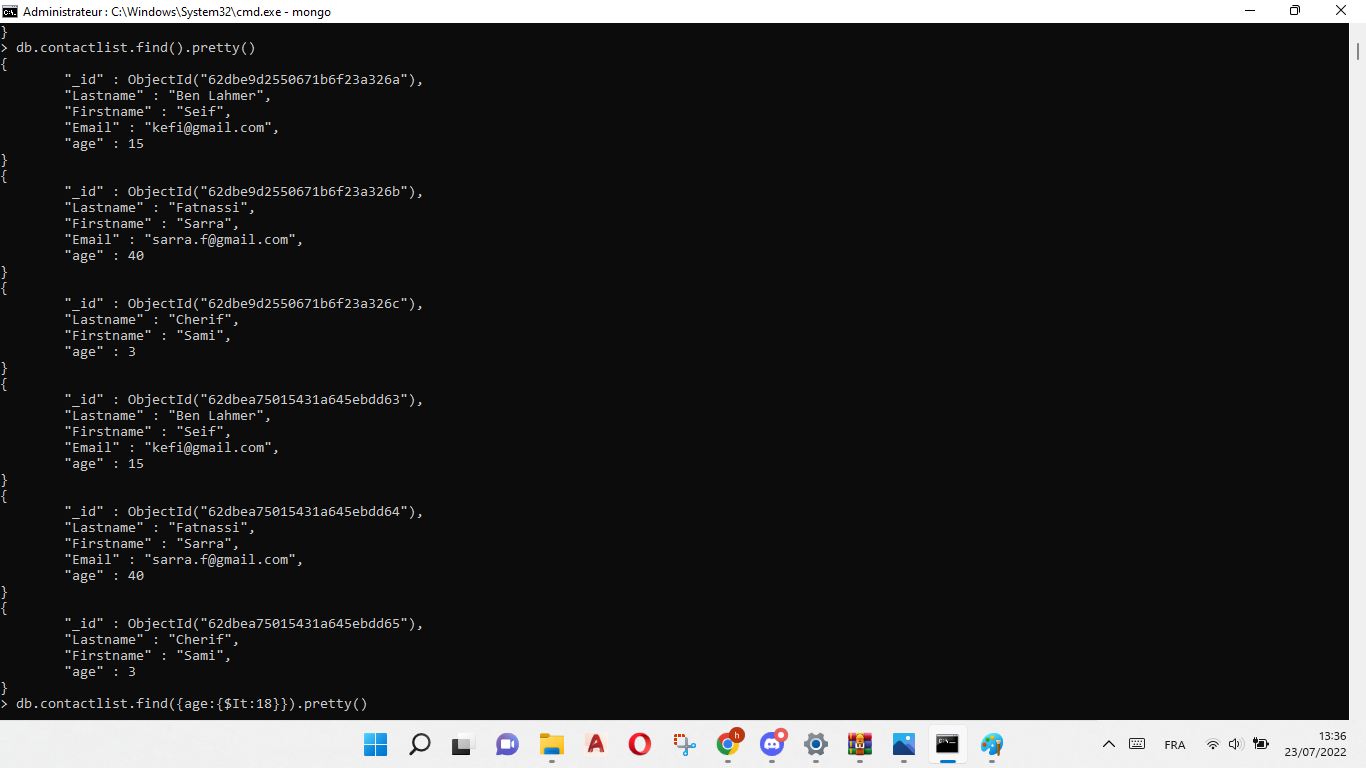 Administrateur : C:\Windows\System32\cmd.exe - mongo
}
> db.contactlist.find().pretty()
{
"_id" : ObjectId("62dbe9d2550671b6f23a326a"),
"Lastname" : "Ben Lahmer",
"Firstname" : "Seif",
"Email" : "kefi@gmail.com",
"age" : 15
}
{
"_id" : ObjectId("62dbe9d2550671b6f23a326b"),
"Lastname" : "Fatnassi",
"Firstname" : "Sarra",
"Email" : "sarra.f@gmail.com",
"age" : 40
}
{
"_id" : ObjectId("62dbe9d2550671b6f23a326c"),
"Lastname" : "Cherif",
"Firstname" : "Sami",
"age" : 3
}
{
"_id" : ObjectId("62dbea75015431a645ebdd63"),
"Lastname" : "Ben Lahmer",
"Firstname" : "Seif",
"Email" : "kefi@gmail.com",
"age" : 15
}
{
"_id" : ObjectId("62dbea75015431a645ebdd64"),
"Lastname" : "Fatnassi",
"Firstname" : "Sarra",
"Email" : "sarra.f@gmail.com",
"age" : 40
}
{
"_id" : ObjectId("62dbea75015431a645ebdd65"),
"Lastname" : "Cherif",
"Firstname" : "Sami",
"age" : 3
}
> db.contactlist.find({age:{$It:18}}).pretty()
h
FRA
13:36
23/07/2022